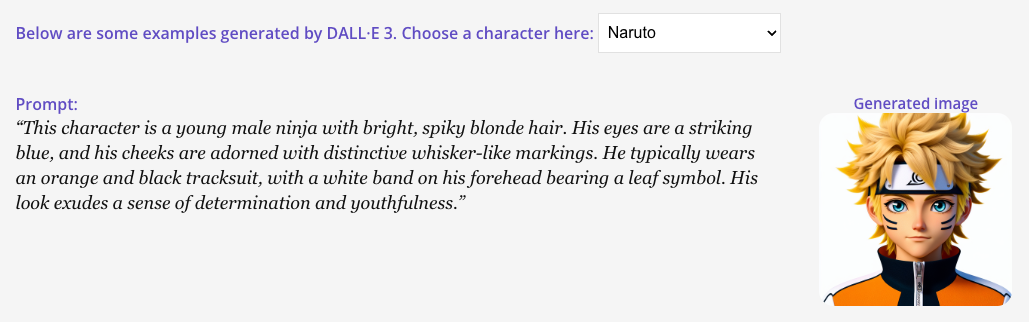 Below are some examples generated by DALL·E 3. Choose a character here: Naruto
Prompt:
“This character is a young male ninja with bright, spiky blonde hair. His eyes are a striking
blue, and his cheeks are adorned with distinctive whisker-like markings. He typically wears
an orange and black tracksuit, with a white band on his forehead bearing a leaf symbol. His
look exudes a sense of determination and youthfulness.”
Generated image